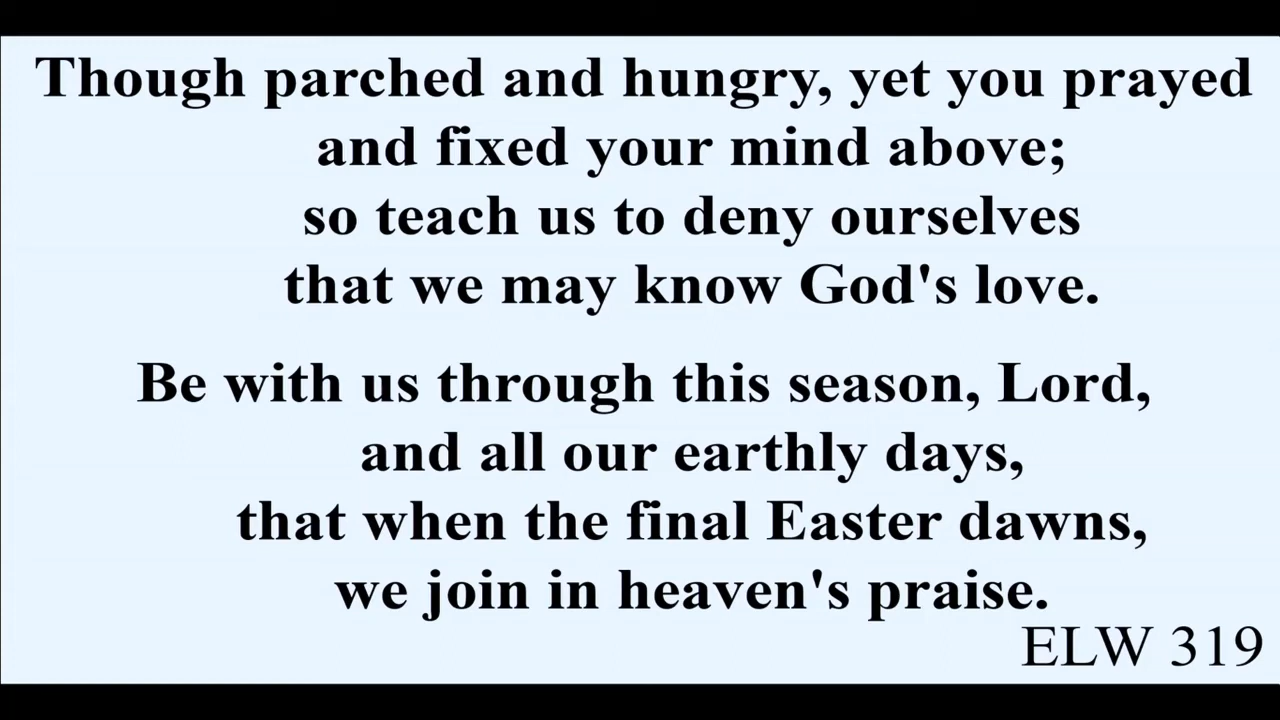 Though parched and hungry, yet you prayed
and fixed your mind above;
so teach us to deny ourselves
that we may know God's love.
Be with us through this season, Lord,
and all our earthly days,
that when the final Easter dawns,
we join in heaven's praise.
ELW 319